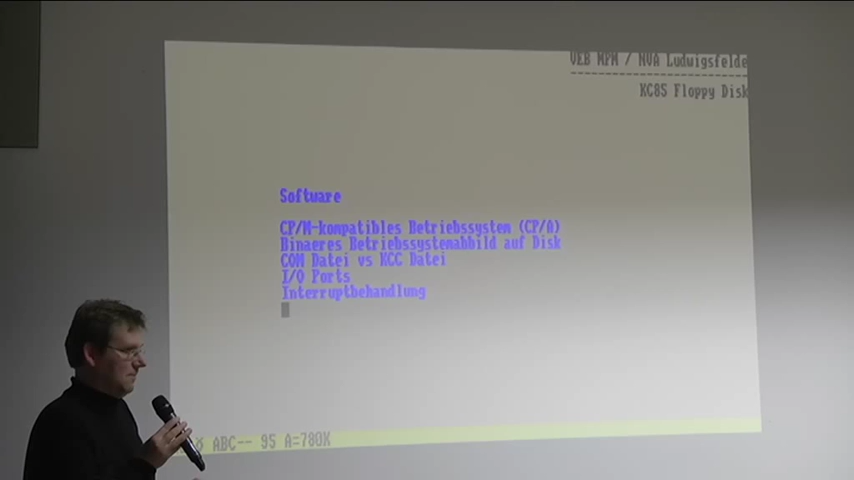 VEB MPM / NVA Ludwigsfelde
KC85 Floppy Disk
Software
CP/M-kompatibles Betriebssystem (CP/A)
Binaeres Betriebssystemabbild auf Disk
COM Datei vs KCC Datei
I/O Ports
Interruptbehandlung
ABC-- 95 A=780K